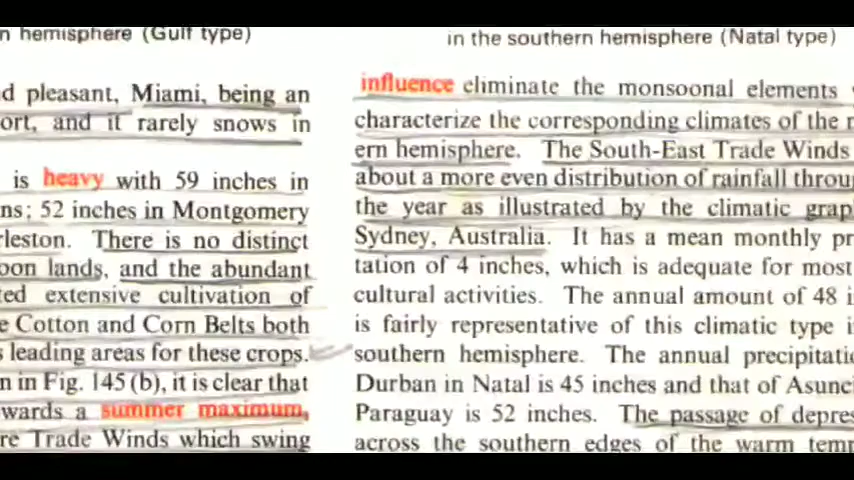 n hemisphere (Gulf type)
d pleasant, Miami, being an
ort, and it rarely snows in
is heavy with 59 inches in
ns; 52 inches in Montgomery
rleston. There is no distinct
oon lands, and the abundant
ted extensive cultivation of
e Cotton and Corn Belts both
s leading areas for these crops.
n in Fig. 145 (b), it is clear that
wards a summer maximum,
re Trade Winds which swing
in the southern hemisphere (Natal type)
influence eliminate the monsoonal elements
characterize the corresponding climates of the n
ern hemisphere. The South-East Trade Winds
about a more even distribution of rainfall throu
the year as illustrated by the climatic grap
Sydney, Australia. It has a mean monthly pr
tation of 4 inches, which is adequate for most
cultural activities. The annual amount of 48 i
is fairly representative of this climatic type i
southern hemisphere. The annual precipitati
Durban in Natal is 45 inches and that of Asunc
Paraguay is 52 inches. The passage of depres
across the southern edges of the warm temp